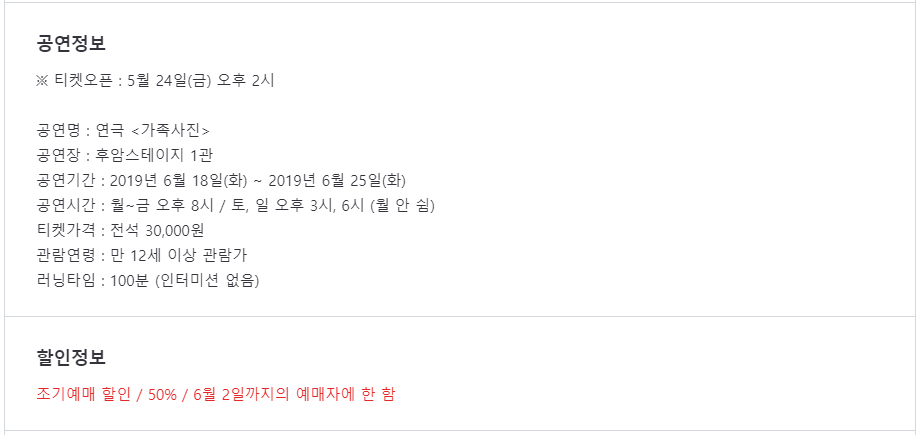 공연정보
※ 티켓오픈 : 5월 24일(금) 오후 2시
공연명 : 연극 <가족사진>
공연장 : 후암스테이지 1관
공연기간 : 2019년 6월 18일(화) ~ 2019년 6월 25일(화)
공연시간 : 월~금 오후 8시 / 토, 일 오후 3시, 6시 (월 안 쉼)
티켓가격 : 전석 30,000원
관람연령 : 만 12세 이상 관람가
러닝타임 : 100분 (인터미션 없음)
할인정보
조기예매 할인 / 50% / 6월 2일까지의 예매자에 한 함